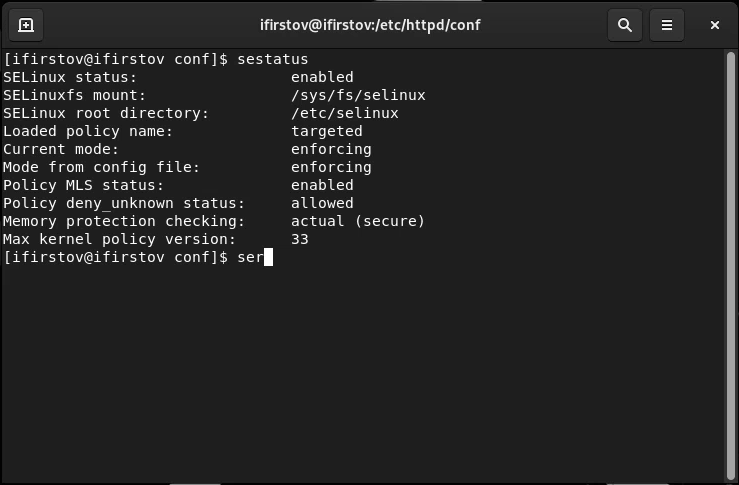 ifirstov@ifirstov:/etc/httpd/conf
[ifirstov@ifirstov conf]$ sestatus
SELinux status:                 enabled
SELinuxfs mount:                /sys/fs/selinux
SELinux root directory:         /etc/selinux
Loaded policy name:             targeted
Current mode:                   enforcing
Mode from config file:          enforcing
Policy MLS status:              enabled
Policy deny_unknown status:     allowed
Memory protection checking:     actual (secure)
Max kernel policy version:      33
[ifirstov@ifirstov conf]$ ser